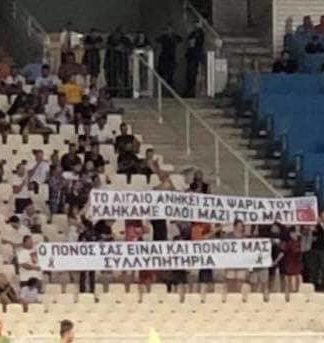 ΤΟ ΑΙΓΑΙΟ ΑΝΗΚΕΙ ΣΤΑ ΨΑΡΙΑ ΤΟΥ
ΚΑΗΚΑΜΕ ΟΛΟΙ ΜΑΖΙ ΣΤΟ ΜΑΤΙ
Ο ΠΟΝΟΣ ΣΑΣ ΕΙΝΑΙ ΚΑΙ ΠΟΝΟΣ ΜΑΣ
ΣΥΛΛΥΠΗΤΗΡΙΑ